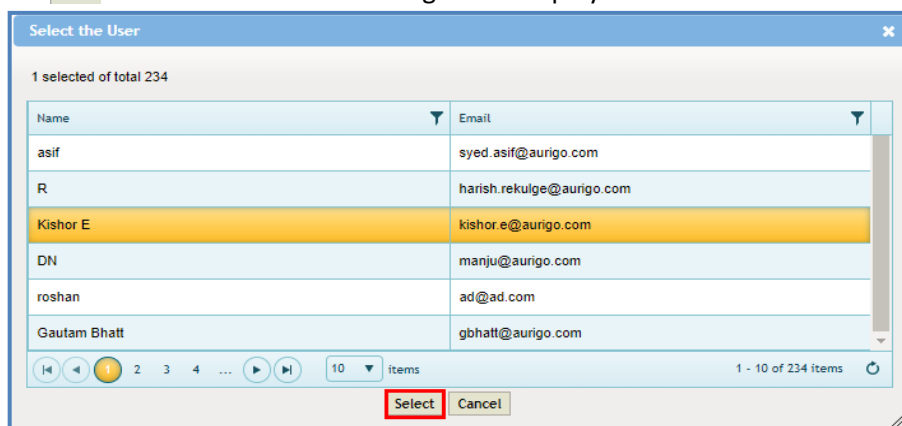 Select the User
1 selected of total 234
Name Email
asif syed.asif@aurigo.com
R harish.rekulge@aurigo.com
Kishor E kishor.e@aurigo.com
DN manju@aurigo.com
roshan ad@ad.com
Gautam Bhatt gbhatt@aurigo.com
1 2 3 4 ... 10 items 1 - 10 of 234 items
Select Cancel